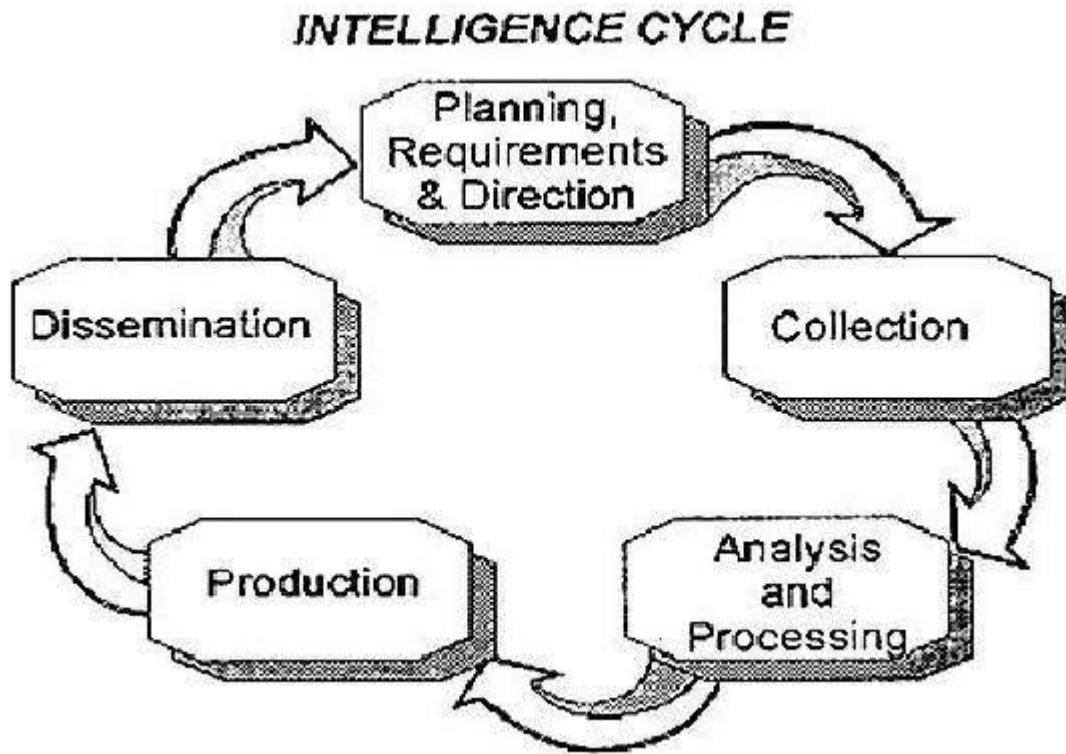 INTELLIGENCE CYCLE
Planning,
Requirements
& Direction
Collection
Analysis
and
Processing
Production
Dissemination